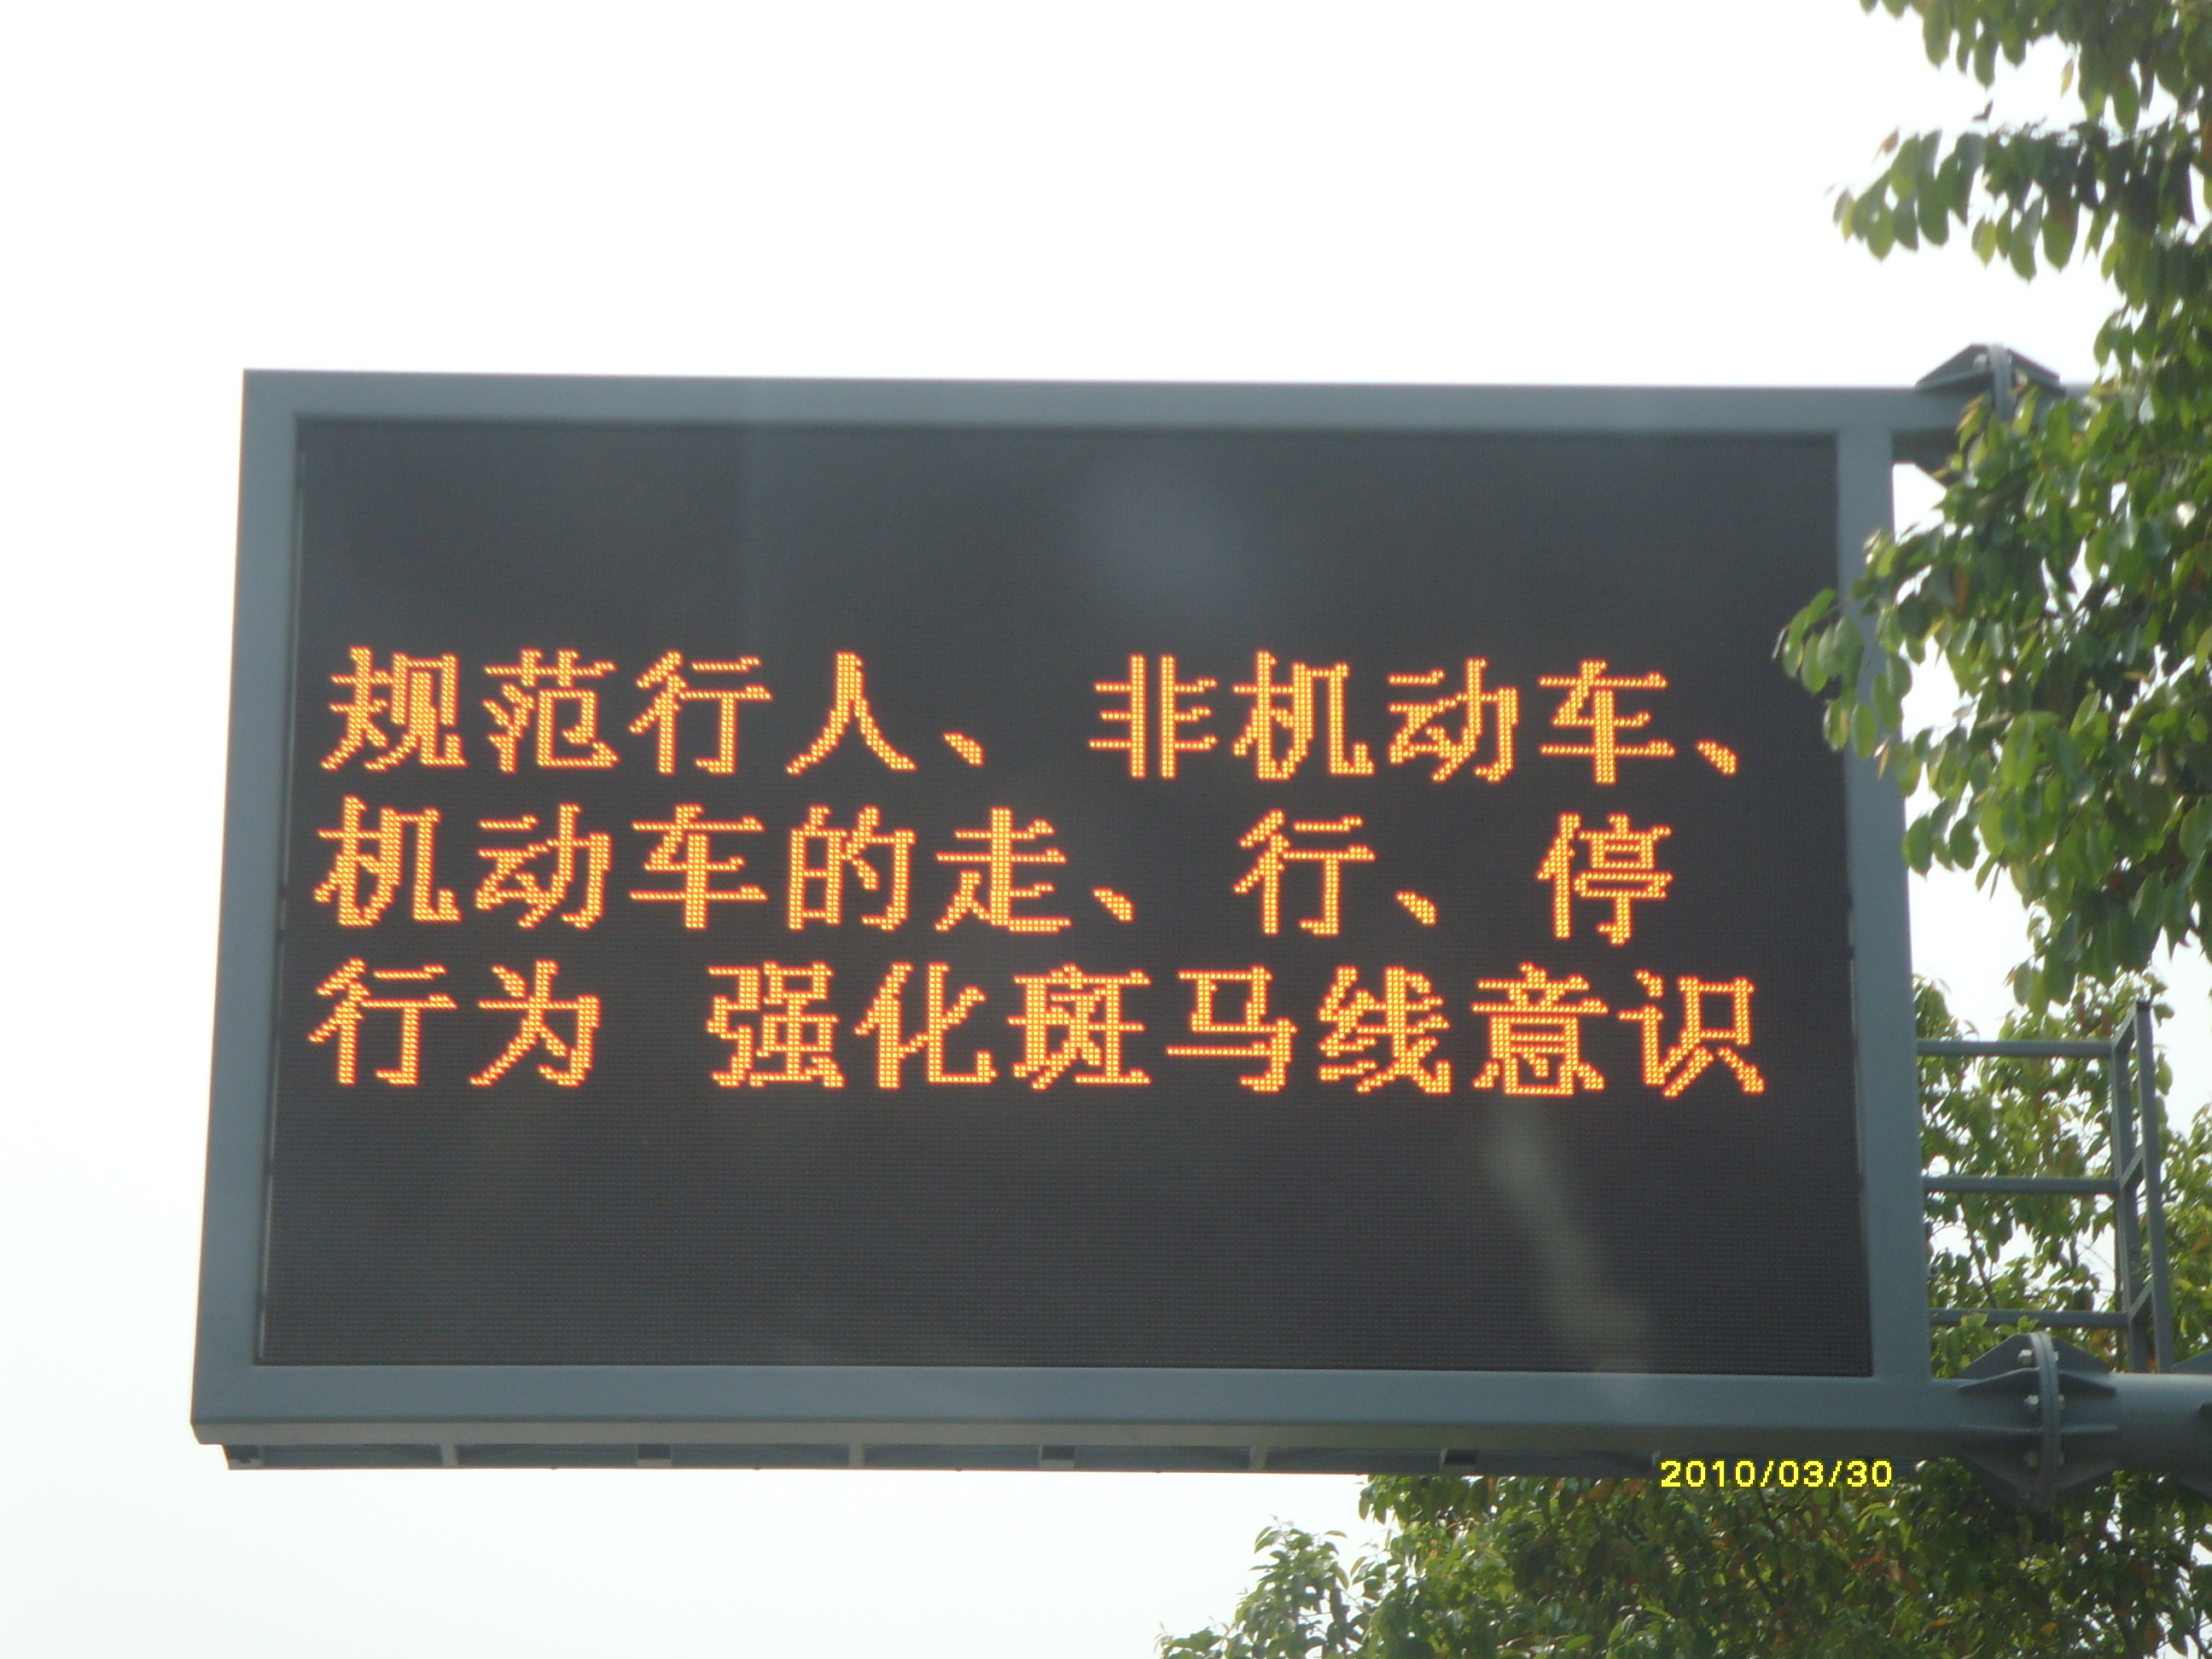 规范行人、非机动车、
机动车的走、行、停
行为 强化斑马线意识
2010/03/30